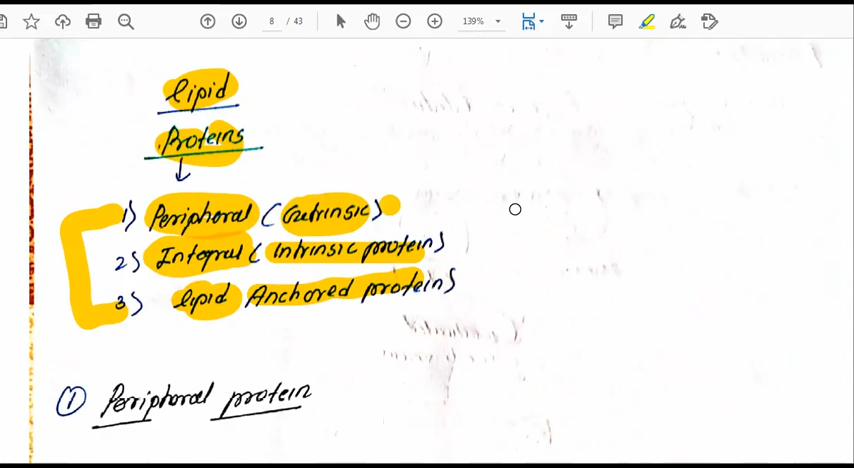 8 / 43
139%
lipid
Proteins
1) Peripheral (Extrinsic)
2) Integral (Intrinsic proteins)
3) lipid Anchored proteins
① Peripheral protein